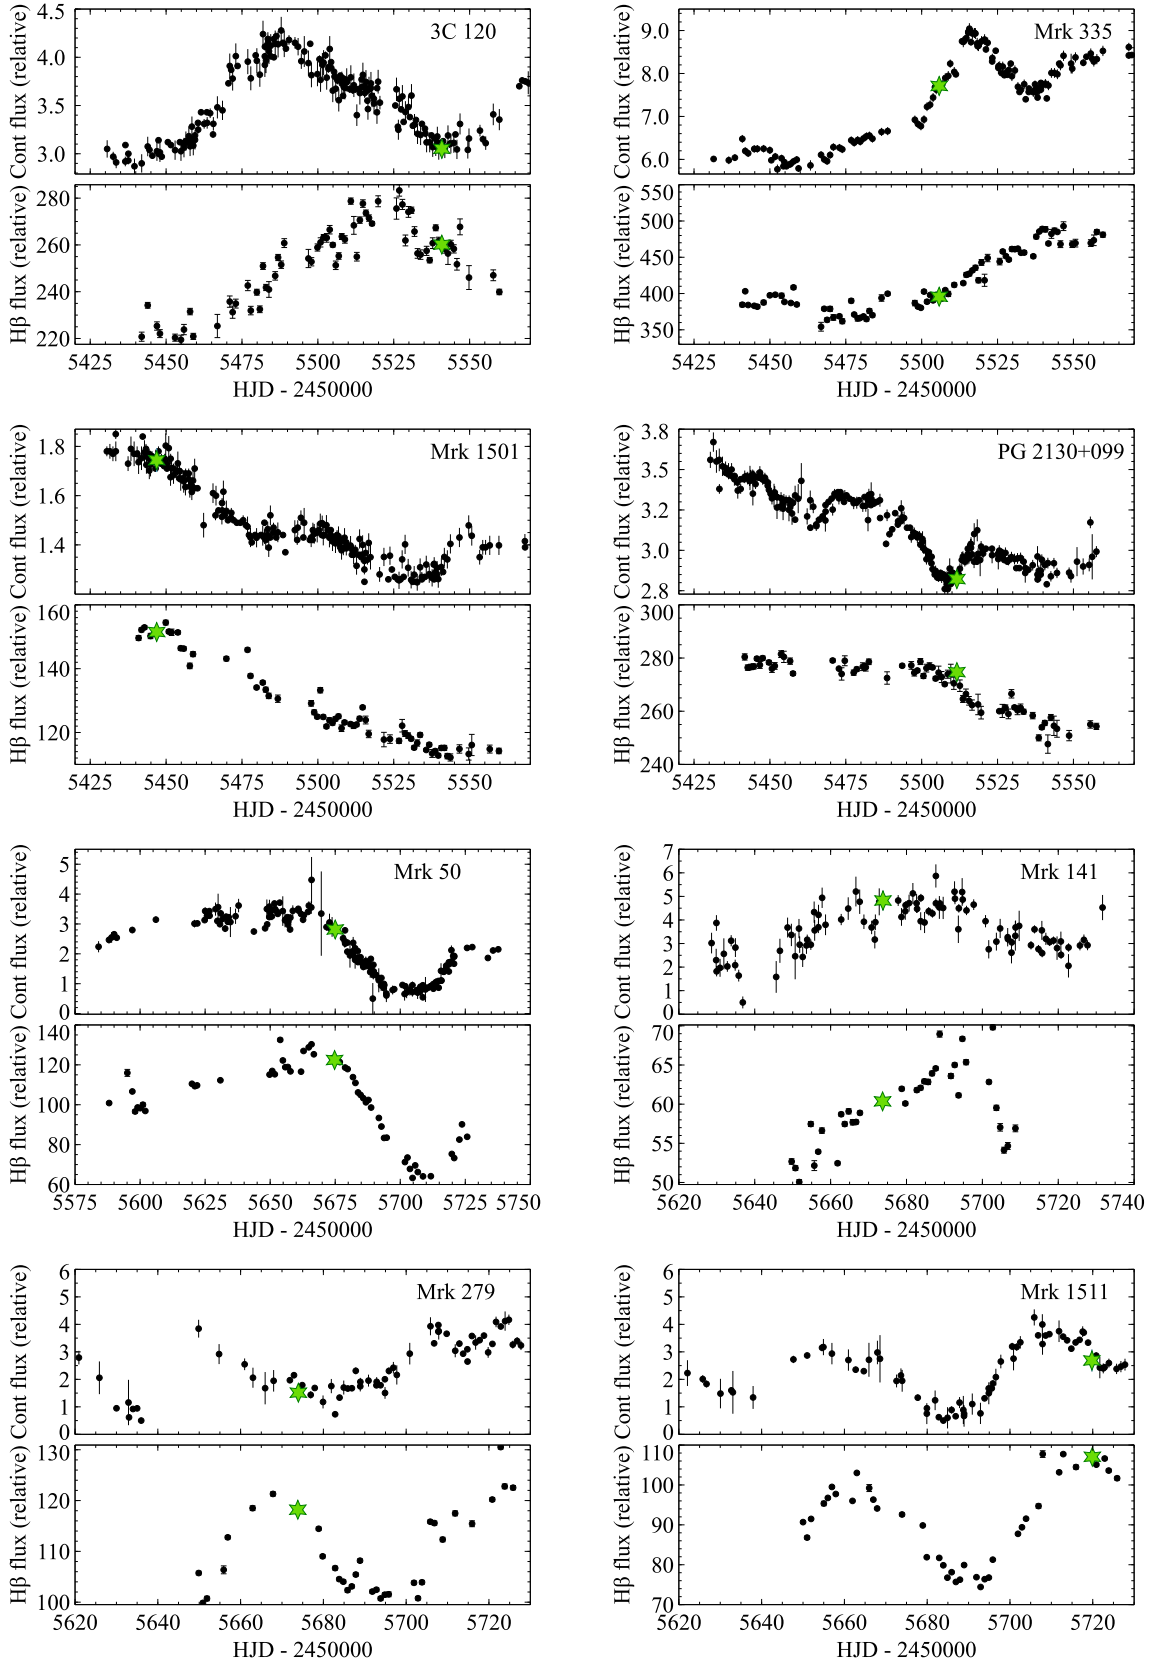 3C 120
Cont flux (relative)
4.5
4.0
3.5
3.0
Hβ flux (relative)
280
260
240
220
5425 5450 5475 5500 5525 5550
HJD - 2450000
Mrk 335
Cont flux (relative)
9.0
8.0
7.0
6.0
Hβ flux (relative)
550
500
450
400
350
5425 5450 5475 5500 5525 5550
HJD - 2450000
Mrk 1501
Cont flux (relative)
1.8
1.6
1.4
Hβ flux (relative)
160
140
120
5425 5450 5475 5500 5525 5550
HJD - 2450000
PG 2130+099
Cont flux (relative)
3.8
3.5
3.2
3.0
2.8
Hβ flux (relative)
300
280
260
240
5425 5450 5475 5500 5525 5550
HJD - 2450000
Mrk 50
Cont flux (relative)
5
4
3
2
1
0
Hβ flux (relative)
140
120
100
80
60
5575 5600 5625 5650 5675 5700 5725 5750
HJD - 2450000
Mrk 141
Cont flux (relative)
7
6
5
4
3
2
1
0
Hβ flux (relative)
70
65
60
55
50
5620 5640 5660 5680 5700 5720 5740
HJD - 2450000
Mrk 279
Cont flux (relative)
6
5
4
3
2
1
0
Hβ flux (relative)
130
120
110
100
5620 5640 5660 5680 5700 5720
HJD - 2450000
Mrk 1511
Cont flux (relative)
6
5
4
3
2
1
0
Hβ flux (relative)
110
100
90
80
70
5620 5640 5660 5680 5700 5720
HJD - 2450000